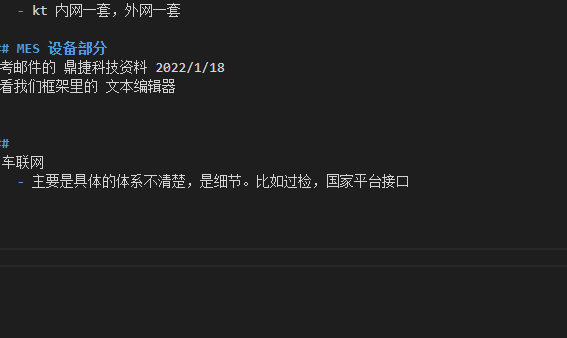 - kt 内网一套，外网一套
## MES 设备部分
考邮件的 鼎捷科技资料 2022/1/18
看我们框架里的 文本编辑器
##
车联网
- 主要是具体的体系不清楚，是细节。比如过检，国家平台接口